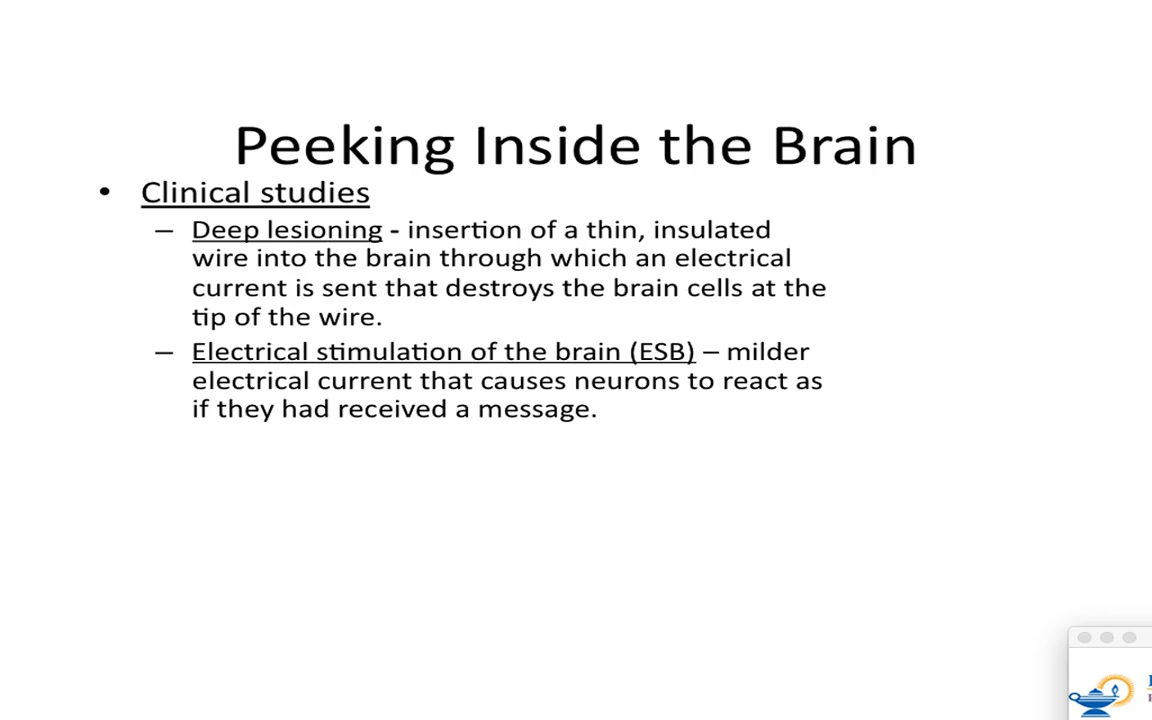 Peeking Inside the Brain
• Clinical studies
– Deep lesioning - insertion of a thin, insulated
wire into the brain through which an electrical
current is sent that destroys the brain cells at the
tip of the wire.
– Electrical stimulation of the brain (ESB) – milder
electrical current that causes neurons to react as
if they had received a message.